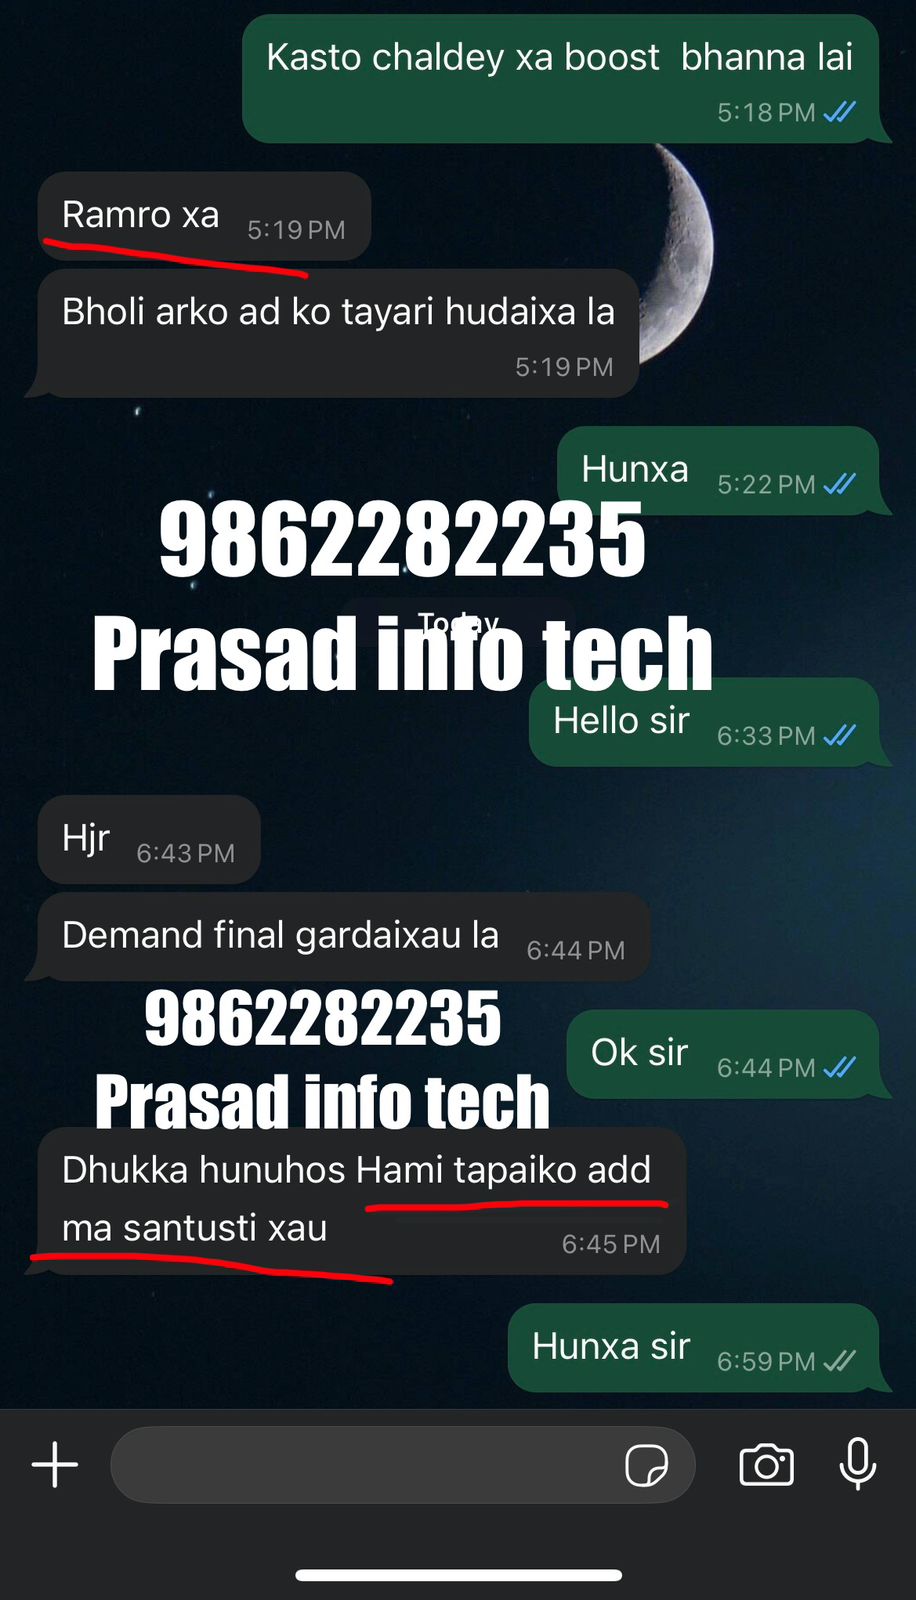 Kasto chaldey xa boost  bhanna lai
5:18 PM
Ramro xa
5:19 PM
Bholi arko ad ko tayari hudaixa la
5:19 PM
Hunxa
5:22 PM
9862282235
Today
Prasad info tech
Hello sir
6:33 PM
Hjr
6:43 PM
Demand final gardaixau la
6:44 PM
9862282235
Ok sir
6:44 PM
Prasad info tech
Dhukka hunuhos Hami tapaiko add
ma santusti xau
6:45 PM
Hunxa sir
6:59 PM